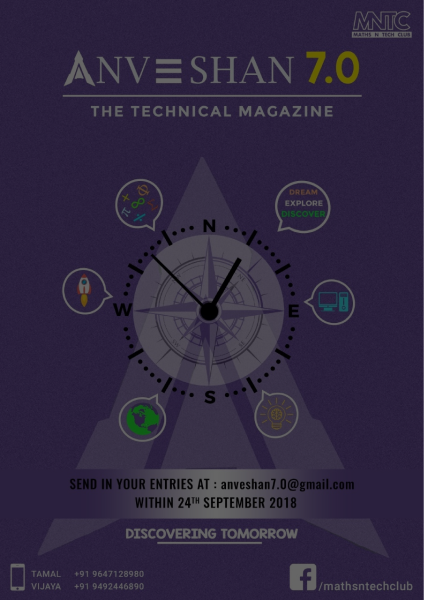 MNTC
MATHS N TECH CLUB
ANVESHAN 7.0
THE TECHNICAL MAGAZINE
DREAM
EXPLORE
DISCOVER
N
W
E
S
SEND IN YOUR ENTRIES AT : anveshan7.0@gmail.com
WITHIN 24TH SEPTEMBER 2018
DISCOVERING TOMORROW
TAMAL +91 9647128980
VIJAYA +91 9492446890
/mathsntechclub